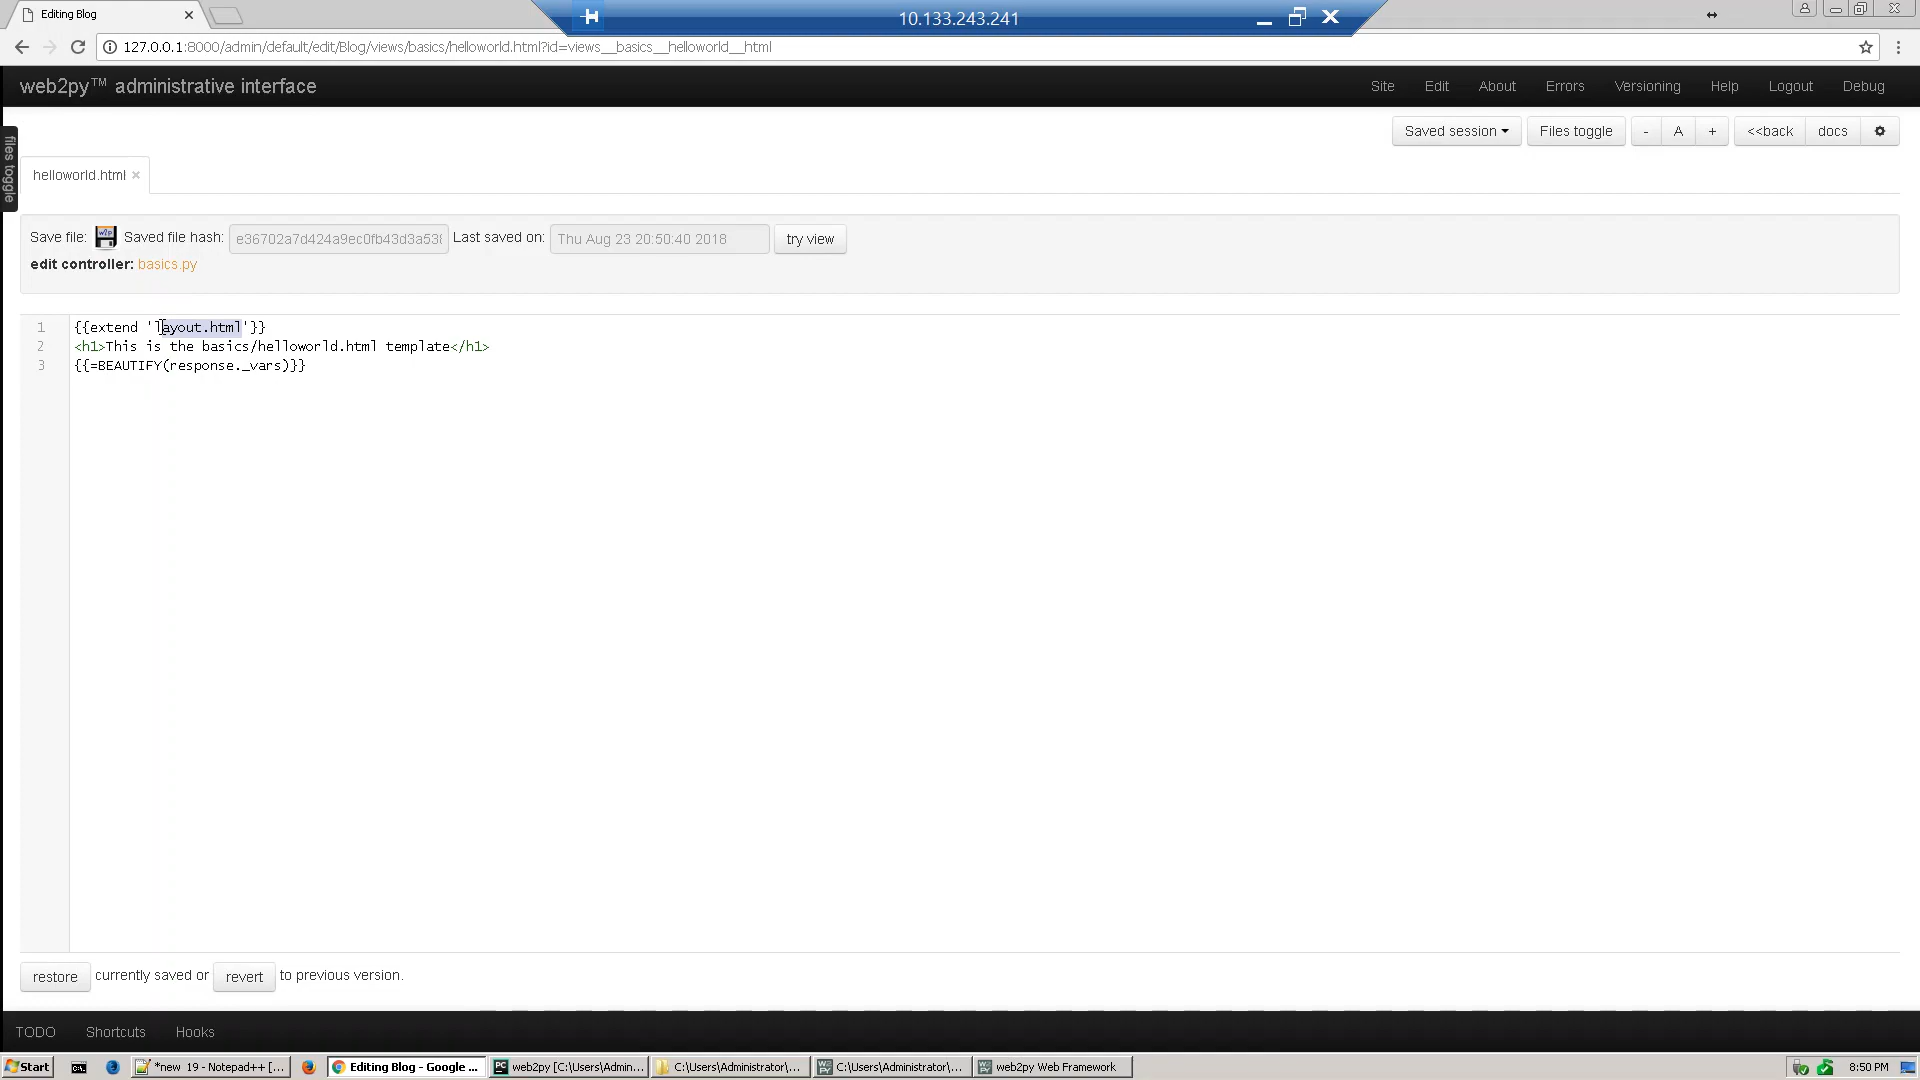 Editing Blog
10.133.243.241
127.0.0.1:8000/admin/default/edit/Blog/views/basics/helloworld.html?id=views__basics__helloworld__html
web2py™ administrative interface
Site Edit About Errors Versioning Help Logout Debug
Saved session Files toggle - A + <<back docs
files toggle
helloworld.html ×
Save file: Saved file hash: e36702a7d424a9ec0fb43d3a538 Last saved on: Thu Aug 23 20:50:40 2018 try view
edit controller: basics.py
1 {{extend 'layout.html'}}
2 <h1>This is the basics/helloworld.html template</h1>
3 {{=BEAUTIFY(response._vars)}}
restore currently saved or revert to previous version.
TODO Shortcuts Hooks
Start *new 19 - Notepad++ [... Editing Blog - Google ... web2py [C:\Users\Admin... C:\Users\Administrator\... C:\Users\Administrator\... web2py Web Framework 8:50 PM